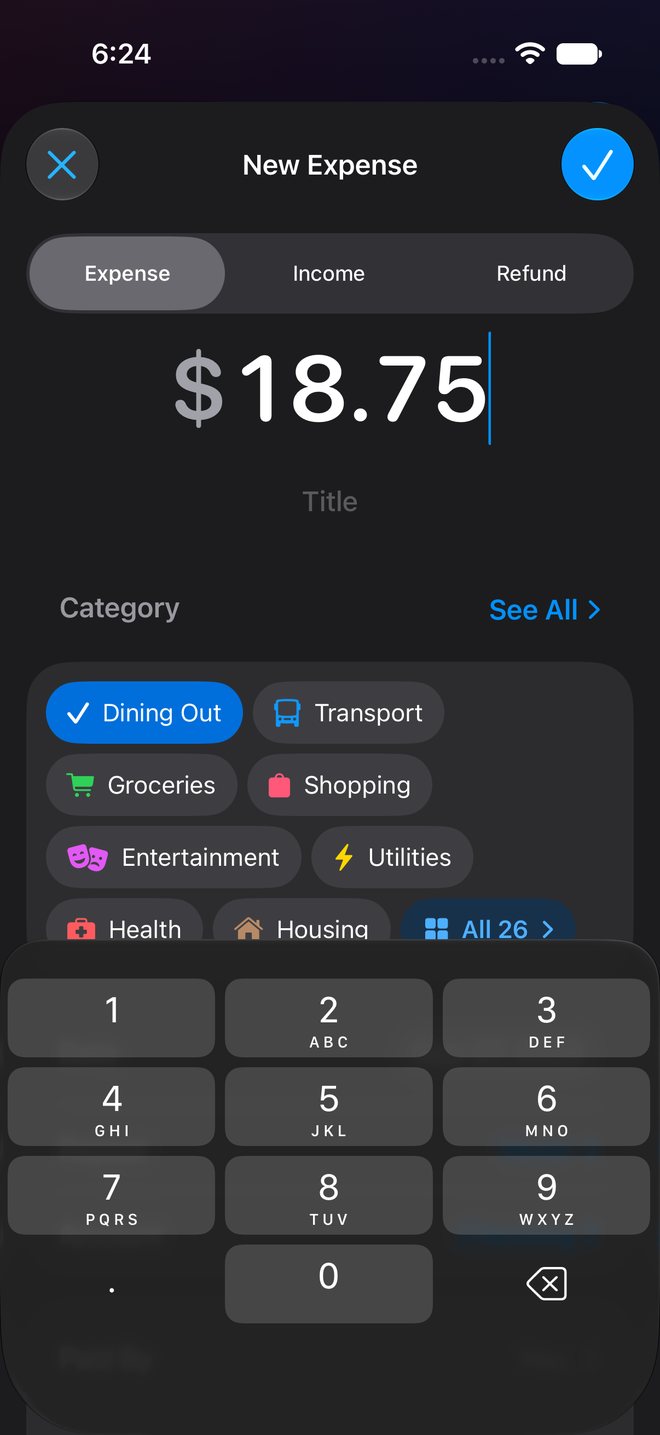 6:24
New Expense
Expense Income Refund
$18.75
Title
Category See All
Dining Out Transport
Groceries Shopping
Entertainment Utilities
Health Housing All 26
1 2 3
ABC DEF
4 5 6
GHI JKL MNO
7 8 9
PQRS TUV WXYZ
. 0